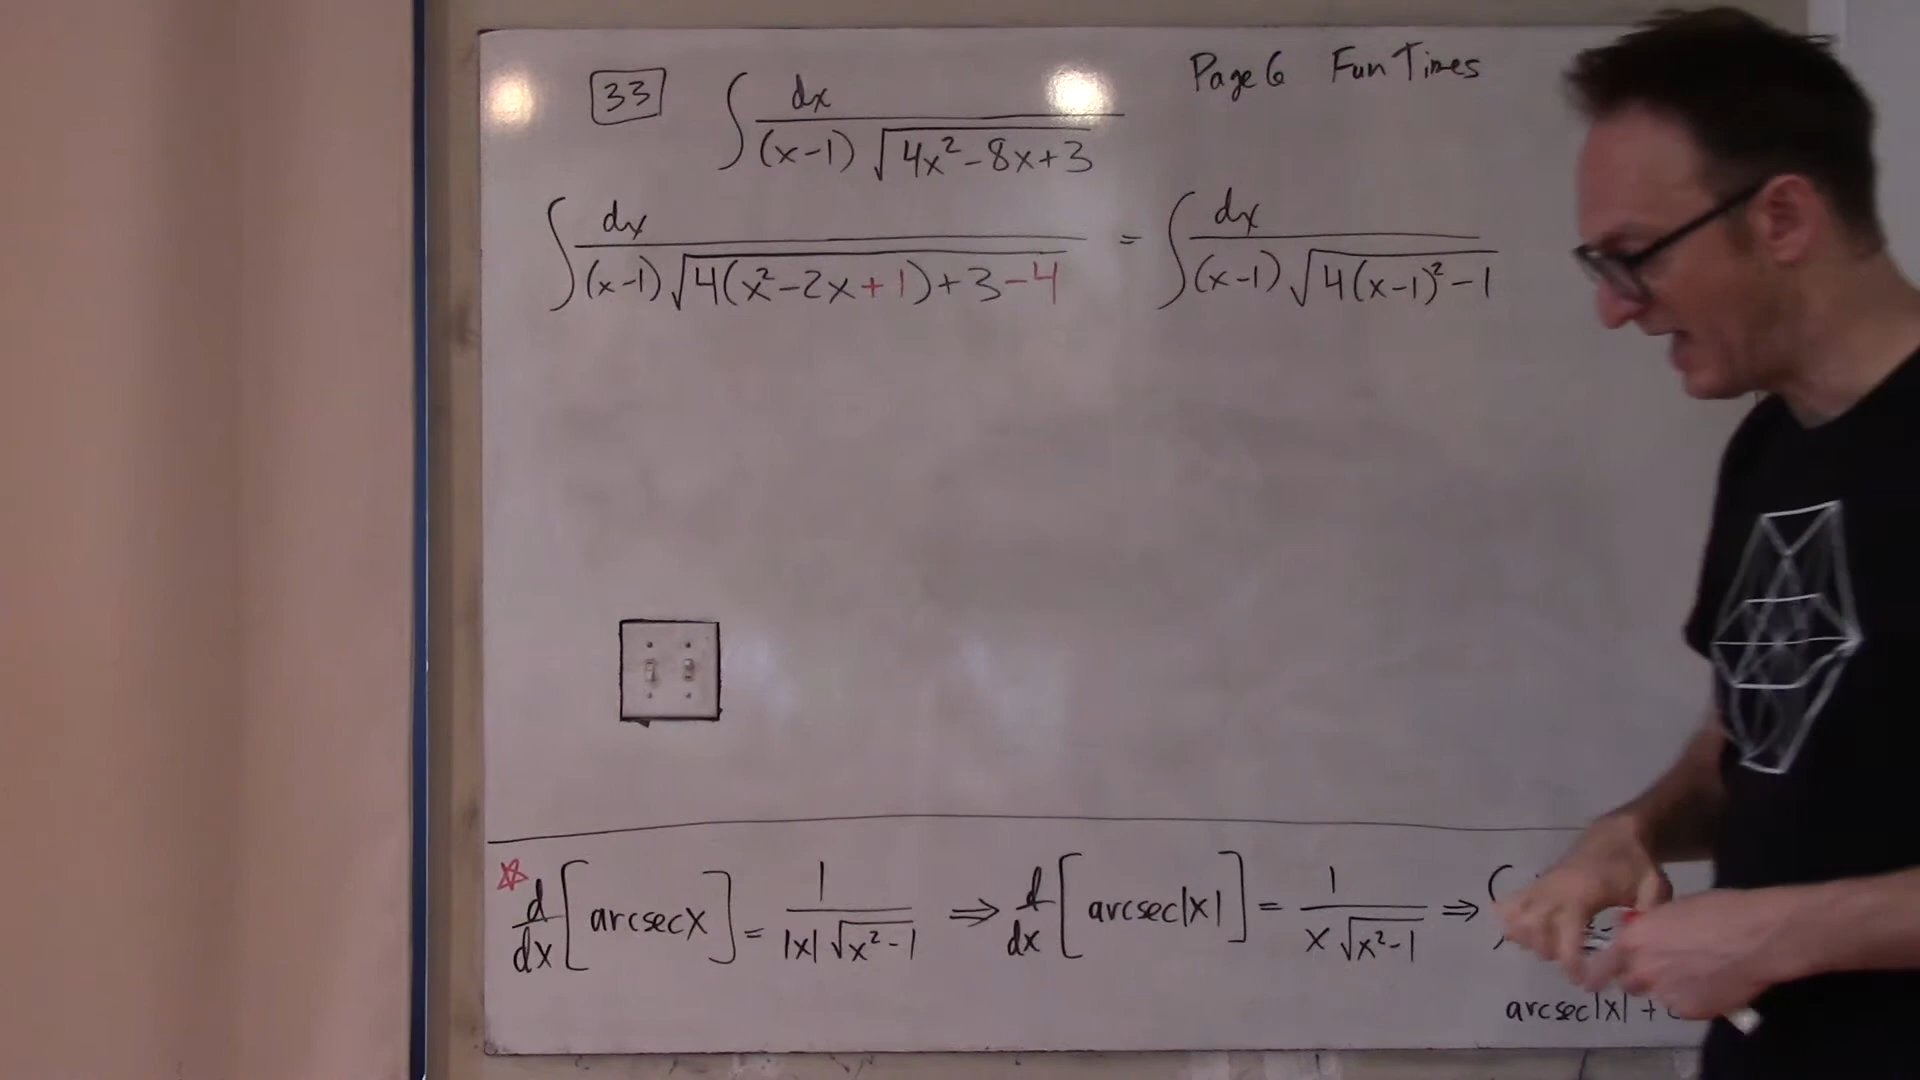 33 ∫ dx / ((x-1) √(4x²-8x+3)) Page 6 Fun Times
∫ dx / ((x-1) √(4(x²-2x+1)+3-4)) = ∫ dx / ((x-1) √(4(x-1)²-1))
d/dx [arcsec x] = 1 / (|x| √(x²-1)) ⇒ d/dx [arcsec|x|] = 1 / (x √(x²-1)) ⇒ ∫
arcsec|x| +